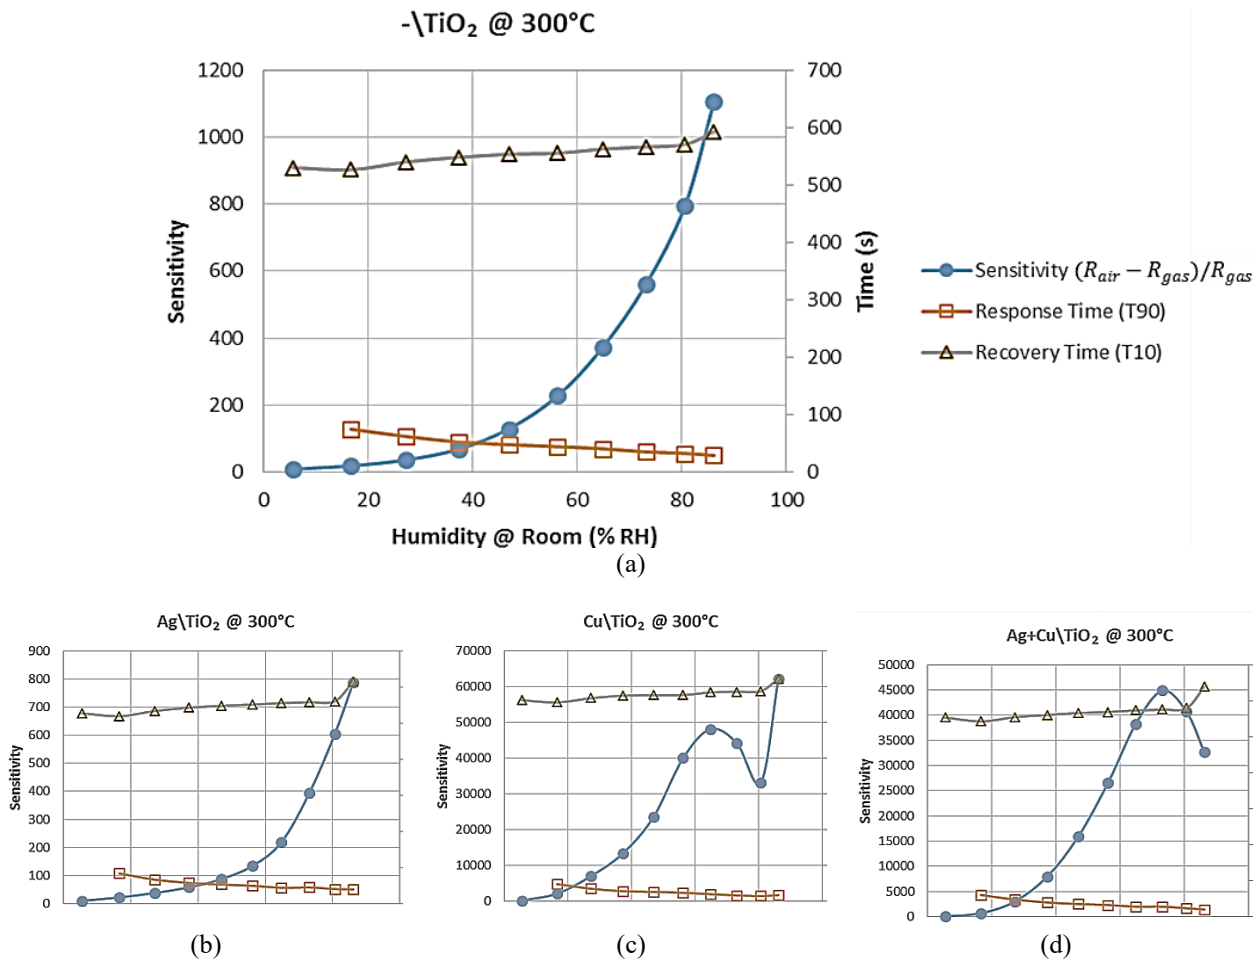 -\TiO₂ @ 300°C
1200
1000
800
600
400
200
0
Sensitivity
700
600
500
400
300
200
100
0
Time (s)
0 20 40 60 80 100
Humidity @ Room (% RH)
Sensitivity (R_air − R_gas)/R_gas
Response Time (T90)
Recovery Time (T10)
(a)
Ag\TiO₂ @ 300°C
900
800
700
600
500
400
300
200
100
0
Sensitivity
(b)
Cu\TiO₂ @ 300°C
70000
60000
50000
40000
30000
20000
10000
0
Sensitivity
(c)
Ag+Cu\TiO₂ @ 300°C
50000
45000
40000
35000
30000
25000
20000
15000
10000
5000
0
Sensitivity
(d)